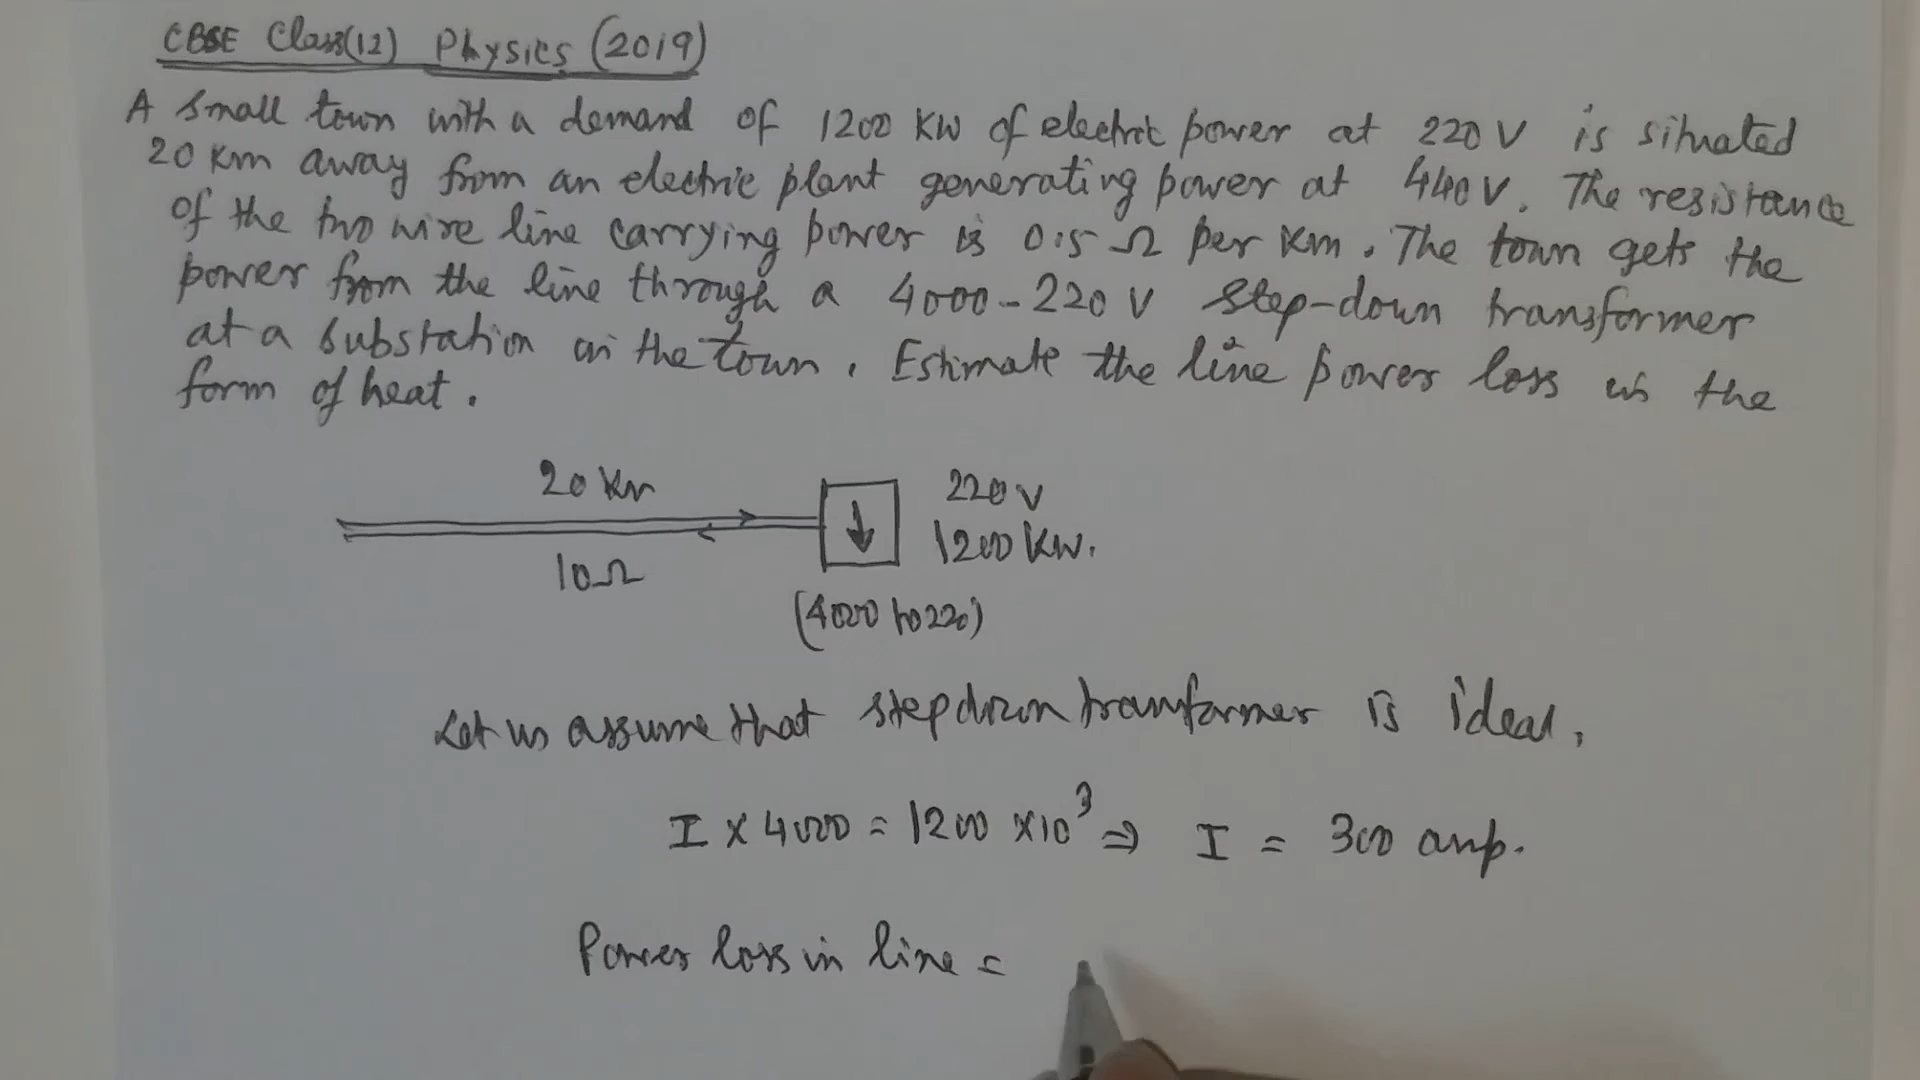 CBSE Class(12) Physics (2019)
A small town with a demand of 1200 KW of electric power at 220 V is situated
20 Km away from an electric plant generating power at 440 V. The resistance
of the two wire line carrying power is 0.5 Ω per Km. The town gets the
power from the line through a 4000-220 V step-down transformer
at a substation in the town. Estimate the line power loss in the
form of heat.
20 Km
220 V
1200 KW.
10Ω
(4000 to 220)
Let us assume that step down tranformer is ideal.
I × 4000 = 1200 ×10³ ⇒ I = 300 amp.
Power loss in line =